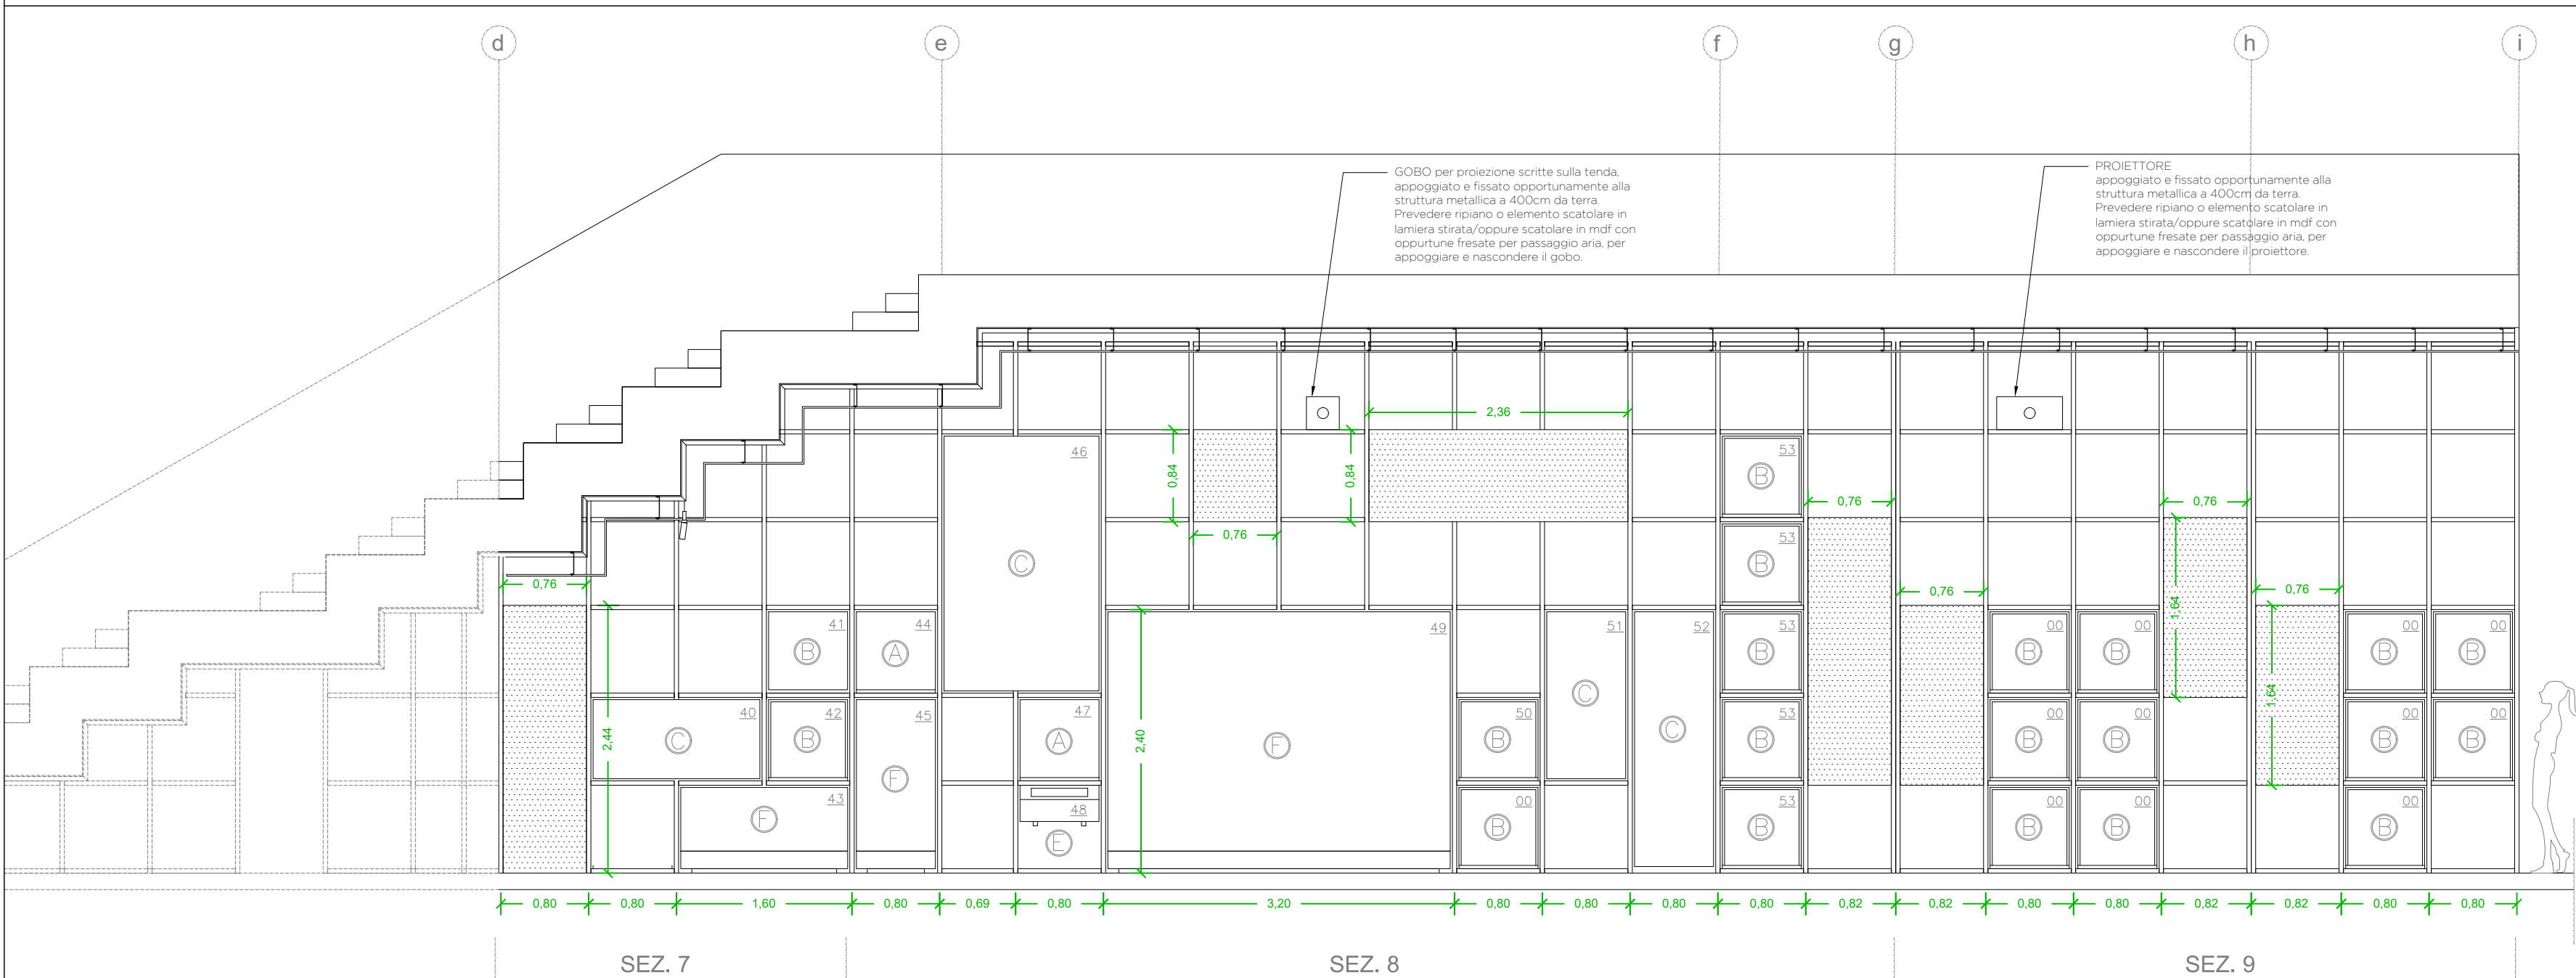 d
e
f
g
h
i
GOBO per proiezione scritte sulla tenda,
appoggiato e fissato opportunamente alla
struttura metallica a 400cm da terra.
Prevedere ripiano o elemento scatolare in
lamiera stirata/oppure scatolare in mdf con
oppurtune fresate per passaggio aria, per
appoggiare e nascondere il gobo.
PROIETTORE
appoggiato e fissato opportunamente alla
struttura metallica a 400cm da terra.
Prevedere ripiano o elemento scatolare in
lamiera stirata/oppure scatolare in mdf con
oppurtune fresate per passaggio aria, per
appoggiare e nascondere il proiettore.
2,36
46
0,84
0,84
53
B
0,76
0,76
0,76
C
53
B
0,76
0,76
0,76
1,64
41
B
44
A
49
51
52
53
B
00
B
00
B
1,64
00
B
00
B
2,44
40
C
42
B
45
F
47
A
2,40
F
50
B
C
C
53
B
00
B
00
B
00
B
00
B
43
F
48
E
00
B
53
B
00
B
00
B
00
B
0,80
0,80
1,60
0,80
0,69
0,80
3,20
0,80
0,80
0,80
0,80
0,82
0,82
0,80
0,80
0,82
0,82
0,80
0,80
SEZ. 7
SEZ. 8
SEZ. 9